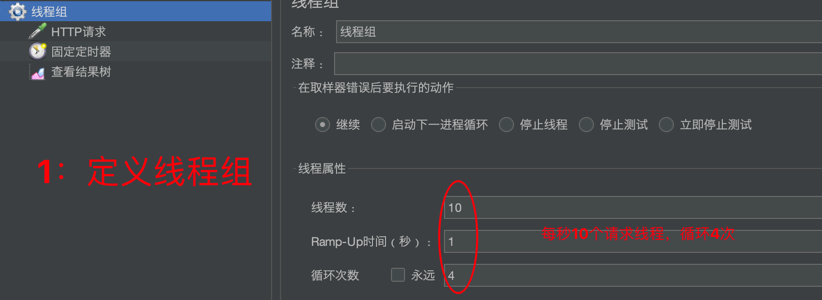 线程组
线程组
HTTP请求
名称： 线程组
固定定时器
查看结果树
注释：
在取样器错误后要执行的动作
继续 启动下一进程循环 停止线程 停止测试 立即停止测试
1：定义线程组
线程属性
线程数： 10
每秒10个请求线程，循环4次
Ramp-Up时间（秒）： 1
循环次数 永远 4